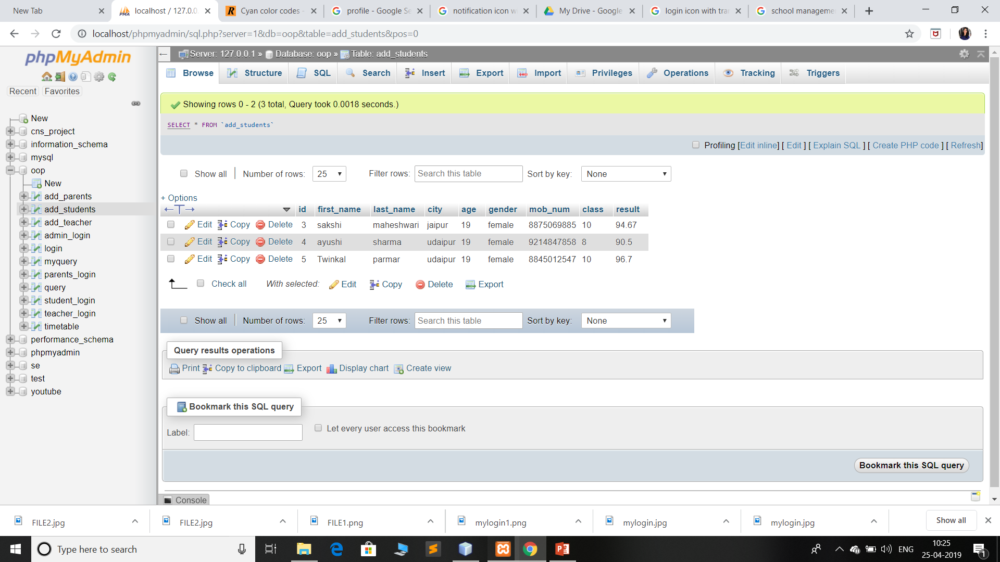 New Tab
localhost / 127.0.0.
Cyan color codes -
profile - Google Se
notification icon w
My Drive - Google
login icon with tra
school manageme
localhost/phpmyadmin/sql.php?server=1&db=oop&table=add_students&pos=0
phpMyAdmin
Recent Favorites
New
cns_project
information_schema
mysql
oop
New
add_parents
add_students
add_teacher
admin_login
login
myquery
parents_login
query
student_login
teacher_login
timetable
performance_schema
phpmyadmin
se
test
youtube
Server: 127.0.0.1 » Database: oop » Table: add_students
Browse Structure SQL Search Insert Export Import Privileges Operations Tracking Triggers
Showing rows 0 - 2 (3 total, Query took 0.0018 seconds.)
SELECT * FROM `add_students`
Profiling [Edit inline] [ Edit ] [ Explain SQL ] [ Create PHP code ] [ Refresh]
Show all Number of rows: 25 Filter rows: Search this table Sort by key: None
+ Options
←T→ id first_name last_name city age gender mob_num class result
Edit Copy Delete 3 sakshi maheshwari jaipur 19 female 8875069885 10 94.67
Edit Copy Delete 4 ayushi sharma udaipur 19 female 9214847858 8 90.5
Edit Copy Delete 5 Twinkal parmar udaipur 19 female 8845012547 10 96.7
Check all With selected: Edit Copy Delete Export
Show all Number of rows: 25 Filter rows: Search this table Sort by key: None
Query results operations
Print Copy to clipboard Export Display chart Create view
Bookmark this SQL query
Label: Let every user access this bookmark
Bookmark this SQL query
Console
FILE2.jpg FILE2.jpg FILE1.png mylogin1.png mylogin.jpg mylogin.jpg Show all
Type here to search
ENG
10:25
25-04-2019
1